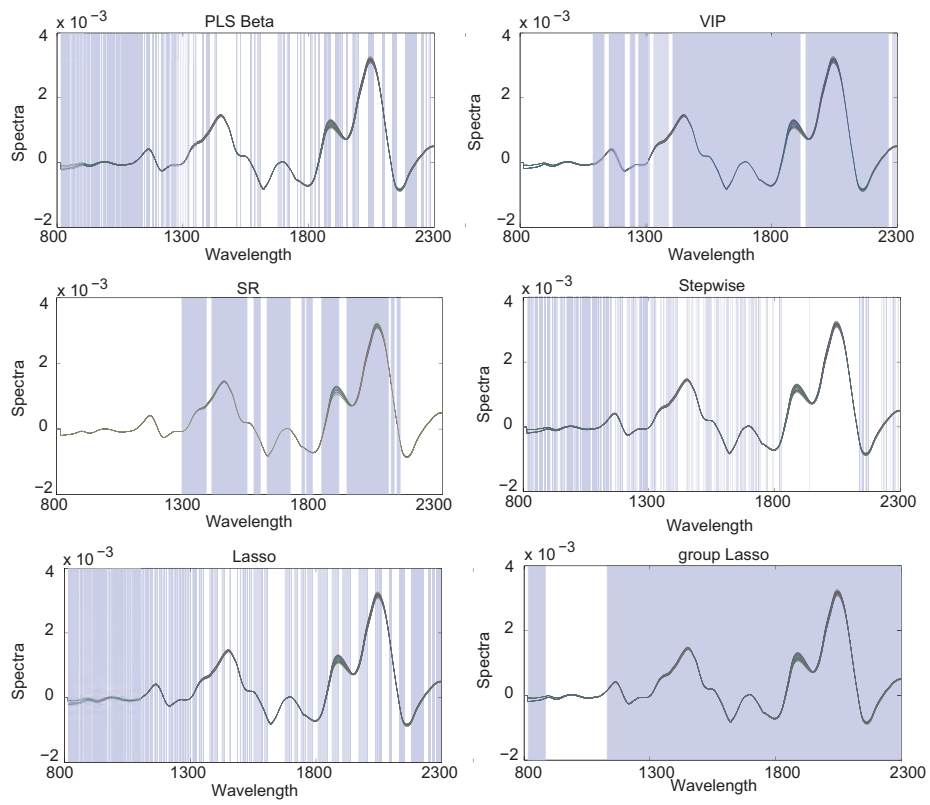 PLS Beta
x 10 −3
4
2
0
−2
Spectra
800
1300
1800
2300
Wavelength
VIP
x 10 −3
4
2
0
−2
Spectra
800
1300
1800
2300
Wavelength
SR
x 10 −3
4
2
0
−2
Spectra
800
1300
1800
2300
Wavelength
Stepwise
x 10 −3
4
2
0
−2
Spectra
800
1300
1800
2300
Wavelength
Lasso
x 10 −3
4
2
0
−2
Spectra
800
1300
1800
2300
Wavelength
group Lasso
x 10 −3
4
2
0
−2
Spectra
800
1300
1800
2300
Wavelength